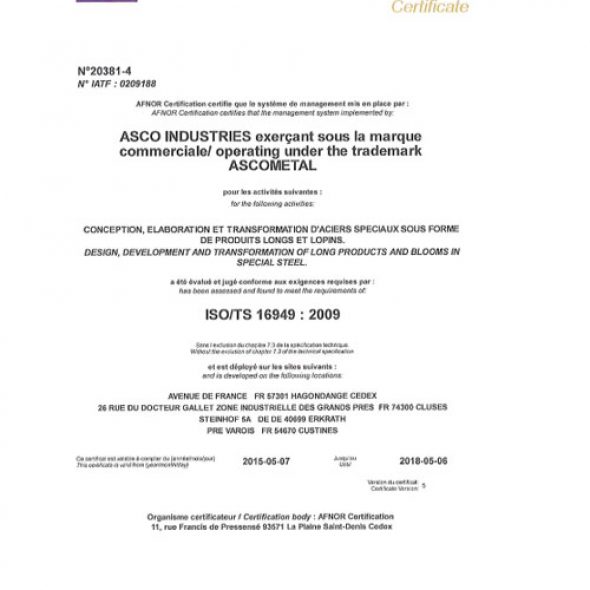 Certificate
N°20381-4
N° IATF : 0209188
AFNOR Certification certifie que le système de management mis en place par :
AFNOR Certification certifies that the management system implemented by:
ASCO INDUSTRIES exerçant sous la marque
commerciale/ operating under the trademark
ASCOMETAL
pour les activités suivantes :
for the following activities:
CONCEPTION, ELABORATION ET TRANSFORMATION D'ACIERS SPECIAUX SOUS FORME
DE PRODUITS LONGS ET LOPINS.
DESIGN, DEVELOPMENT AND TRANSFORMATION OF LONG PRODUCTS AND BLOOMS IN
SPECIAL STEEL.
a été évalué et jugé conforme aux exigences requises par :
has been assessed and found to meet the requirements of:
ISO/TS 16949 : 2009
Sans l'exclusion du chapitre 7.3 de la spécification technique.
Without the exclusion of chapter 7.3 of the technical specification
et est déployé sur les sites suivants :
and is developed on the following locations:
AVENUE DE FRANCE FR 57301 HAGONDANGE CEDEX
26 RUE DU DOCTEUR GALLET ZONE INDUSTRIELLE DES GRANDS PRES FR 74300 CLUSES
STEINHOF 5A DE DE 40699 ERKRATH
PRE VAROIS FR 54670 CUSTINES
Ce certificat est valable à compter du (année/mois/jour)
This certificate is valid from (year/month/day)
2015-05-07
Jusqu'au
Until
2018-05-06
Version du certificat:
Certificate Version: 5
Organisme certificateur / Certification body : AFNOR Certification
11, rue Francis de Pressensé 93571 La Plaine Saint-Denis Cedex